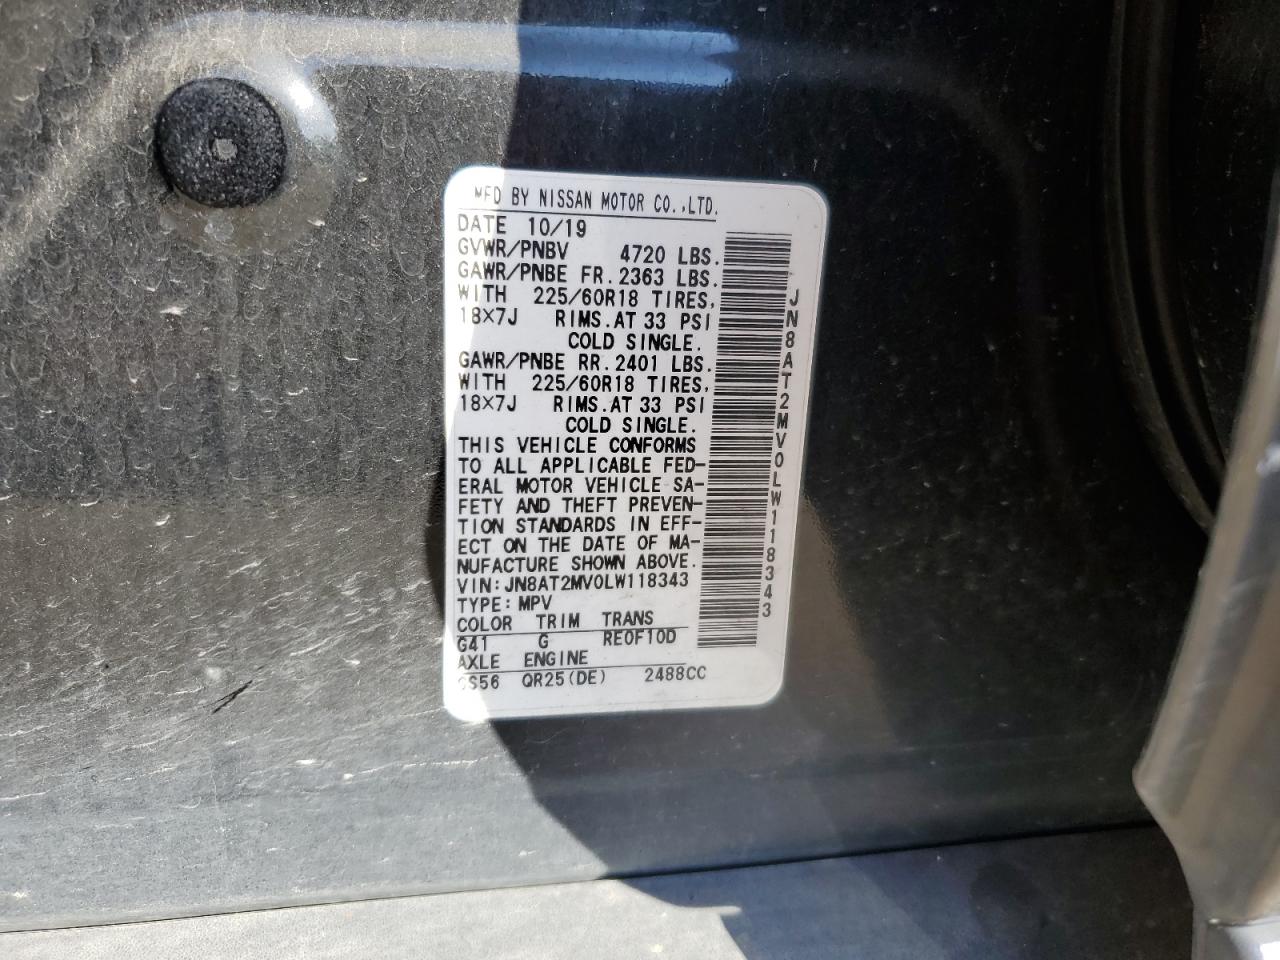 MFD BY NISSAN MOTOR CO.,LTD.
DATE 10/19
GVWR/PNBV 4720 LBS.
GAWR/PNBE FR. 2363 LBS.
WITH 225/60R18 TIRES,
18X7J RIMS. AT 33 PSI
COLD SINGLE.
GAWR/PNBE RR. 2401 LBS.
WITH 225/60R18 TIRES,
18X7J RIMS. AT 33 PSI
COLD SINGLE.
THIS VEHICLE CONFORMS
TO ALL APPLICABLE FED-
ERAL MOTOR VEHICLE SA-
FETY AND THEFT PREVEN-
TION STANDARDS IN EFF-
ECT ON THE DATE OF MA-
NUFACTURE SHOWN ABOVE.
VIN: JN8AT2MV0LW118343
TYPE: MPV
COLOR TRIM TRANS
G41 G RE0F10D
AXLE ENGINE
QR25(DE) 2488CC
JN8AT2MV0LW118343